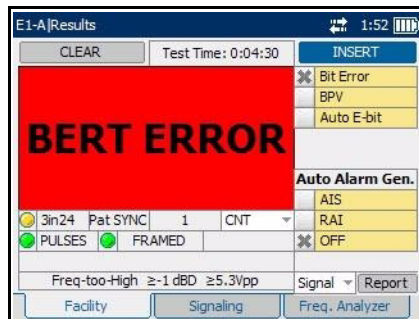 E1-A|Results 1:52
CLEAR Test Time: 0:04:30 INSERT
Bit Error
BPV
Auto E-bit
BERT ERROR
Auto Alarm Gen.
AIS
3in24 Pat SYNC 1 CNT RAI
PULSES FRAMED OFF
Freq-too-High ≥-1 dBD ≥5.3Vpp Signal Report
Facility Signaling Freq. Analyzer